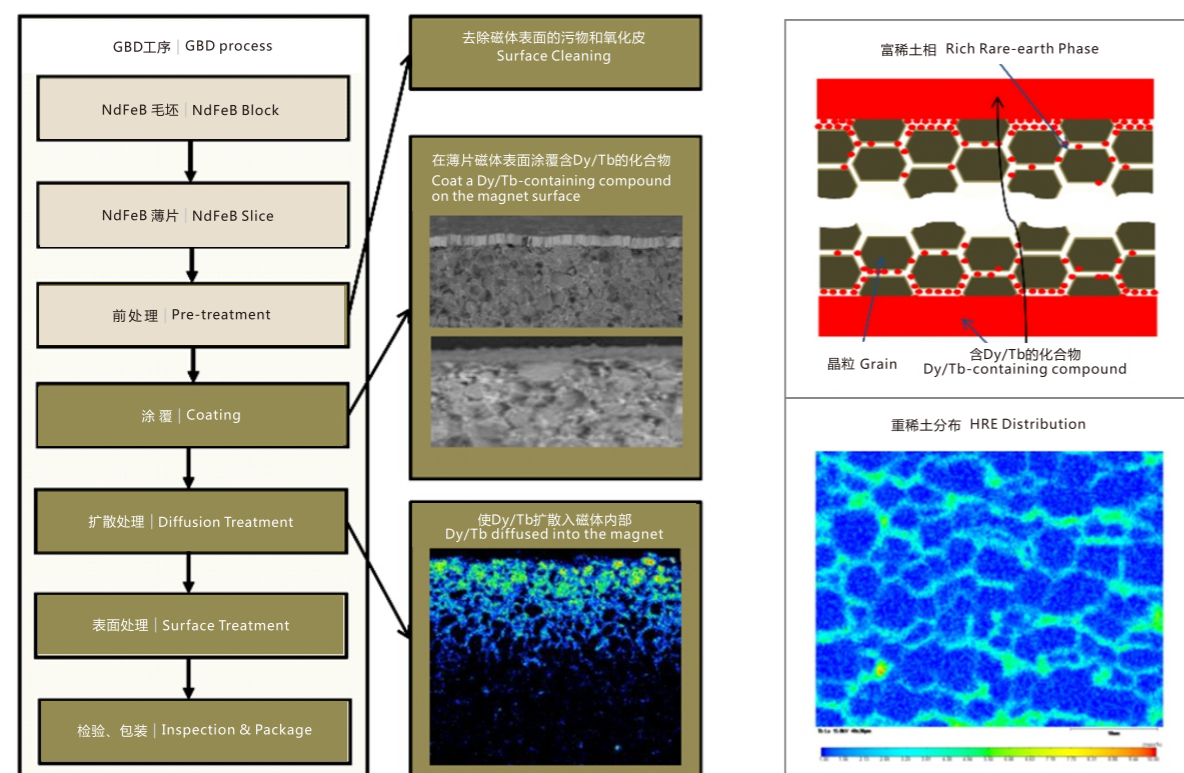 GBD工序 | GBD process
NdFeB 毛坯 | NdFeB Block
NdFeB 薄片 | NdFeB Slice
前处理 | Pre-treatment
涂 覆 | Coating
扩散处理 | Diffusion Treatment
表面处理 | Surface Treatment
检验、包装 | Inspection & Package
去除磁体表面的污物和氧化皮
Surface Cleaning
在薄片磁体表面涂覆含Dy/Tb的化合物
Coat a Dy/Tb-containing compound
on the magnet surface
使Dy/Tb扩散入磁体内部
Dy/Tb diffused into the magnet
富稀土相 Rich Rare-earth Phase
晶粒 Grain
含Dy/Tb的化合物
Dy/Tb-containing compound
重稀土分布 HRE Distribution